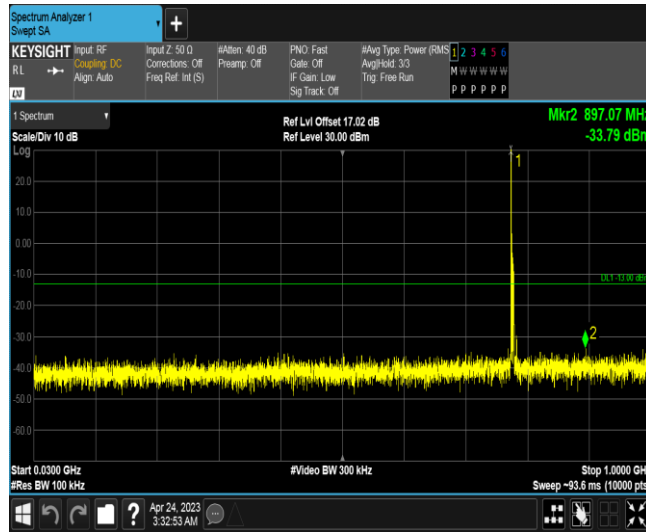 Spectrum Analyzer 1
Swept SA
+
KEYSIGHT Input: RF Input Z: 50 Ω #Atten: 40 dB PNO: Fast #Avg Type: Power (RMS 1 2 3 4 5 6
RL Coupling: DC Corrections: Off Preamp: Off Gate: Off Avg|Hold: 3/3 M W W W W W
Align: Auto Freq Ref: Int (S) IF Gain: Low Trig: Free Run
Sig Track: Off P P P P P P
LXI
1 Spectrum Ref Lvl Offset 17.02 dB Mkr2 897.07 MHz
Scale/Div 10 dB Ref Level 30.00 dBm -33.79 dBm
Log
1
20.0
10.0
0.00
-10.0
DL1 -13.00 dBm
-20.0
-30.0
2
-40.0
-50.0
-60.0
Start 0.0300 GHz #Video BW 300 kHz Stop 1.0000 GH
#Res BW 100 kHz Sweep ~93.6 ms (10000 pts
? Apr 24, 2023
3:32:53 AM